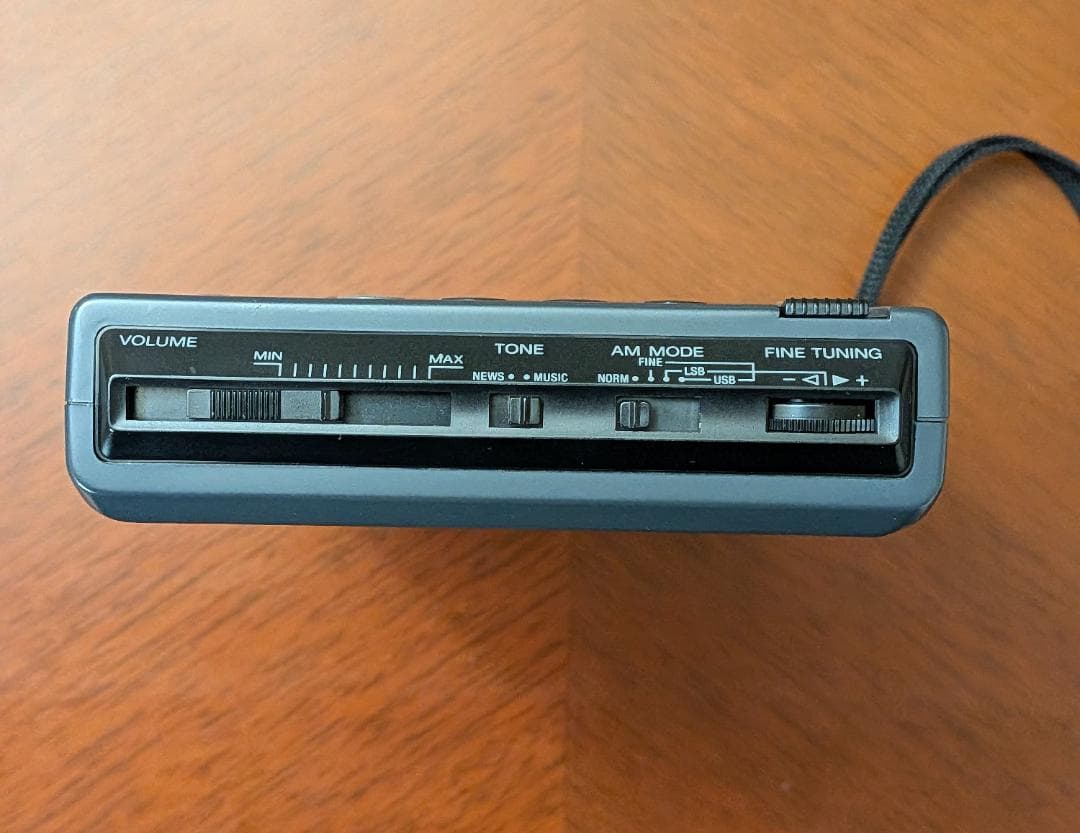 VOLUME
MIN
MAX
TONE
NEWS • • MUSIC
AM MODE
FINE
LSB
NORM •
USB
FINE TUNING
− +